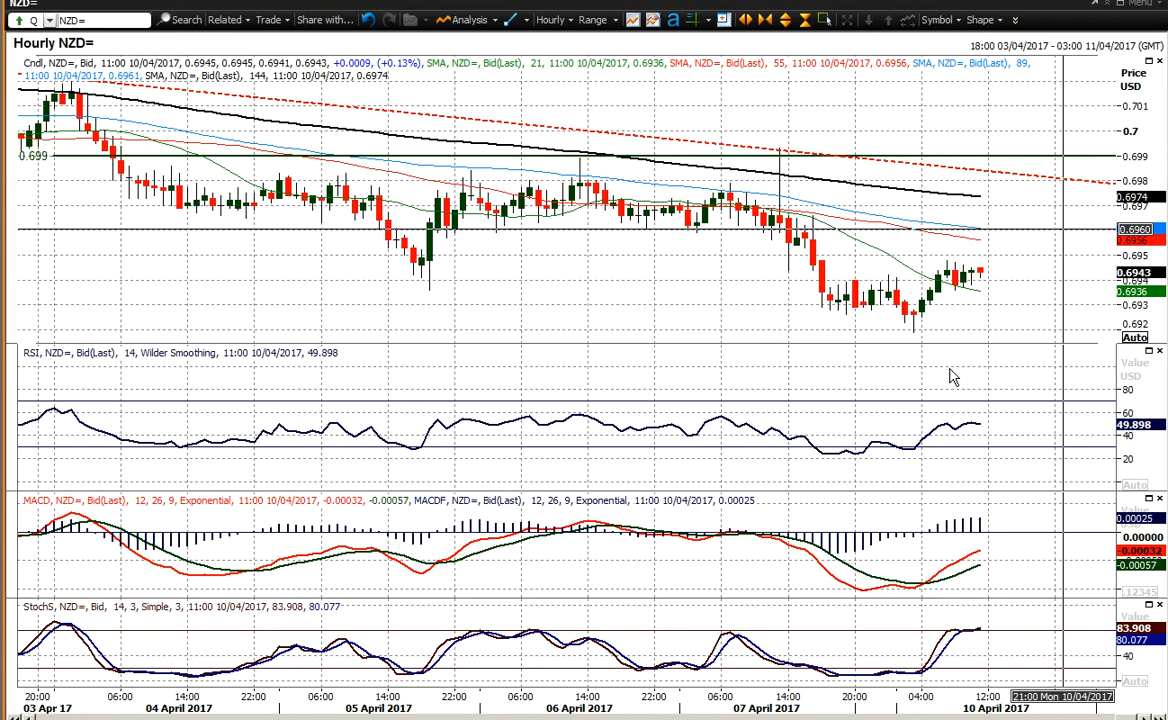 NZD=
Menu
Q NZD= Search Related Trade Share with... Analysis Hourly Range a Symbol Shape
Hourly NZD=
18:00 03/04/2017 - 03:00 11/04/2017 (GMT)
Cndl, NZD=, Bid, 11:00 10/04/2017, 0.6945, 0.6945, 0.6941, 0.6943, +0.0009, (+0.13%), SMA, NZD=, Bid(Last), 21, 11:00 10/04/2017, 0.6936, SMA, NZD=, Bid(Last), 55, 11:00 10/04/2017, 0.6956, SMA, NZD=, Bid(Last), 89,
11:00 10/04/2017, 0.6961, SMA, NZD=, Bid(Last), 144, 11:00 10/04/2017, 0.6974
Price
USD
0.701
0.7
0.699
0.699
0.698
0.6974
0.697
0.6960
0.6956
0.695
0.6943
0.694
0.6936
0.693
0.692
Auto
RSI, NZD=, Bid(Last), 14, Wilder Smoothing, 11:00 10/04/2017, 49.898
Value
USD
80
60
49.898
40
20
Auto
MACD, NZD=, Bid(Last), 12, 26, 9, Exponential, 11:00 10/04/2017, -0.00032, -0.00057, MACDF, NZD=, Bid(Last), 12, 26, 9, Exponential, 11:00 10/04/2017, 0.00025
Value
0.00025
0.00000
-0.00032
-0.00057
.12345
StochS, NZD=, Bid, 14, 3, Simple, 3, 11:00 10/04/2017, 83.908, 80.077
Value
83.908
80.077
40
Auto
20:00 06:00 14:00 22:00 06:00 14:00 22:00 06:00 14:00 22:00 06:00 14:00 20:00 04:00 12:00 21:00 Mon 10/04/2017
03 Apr 17 04 April 2017 05 April 2017 06 April 2017 07 April 2017 10 April 2017